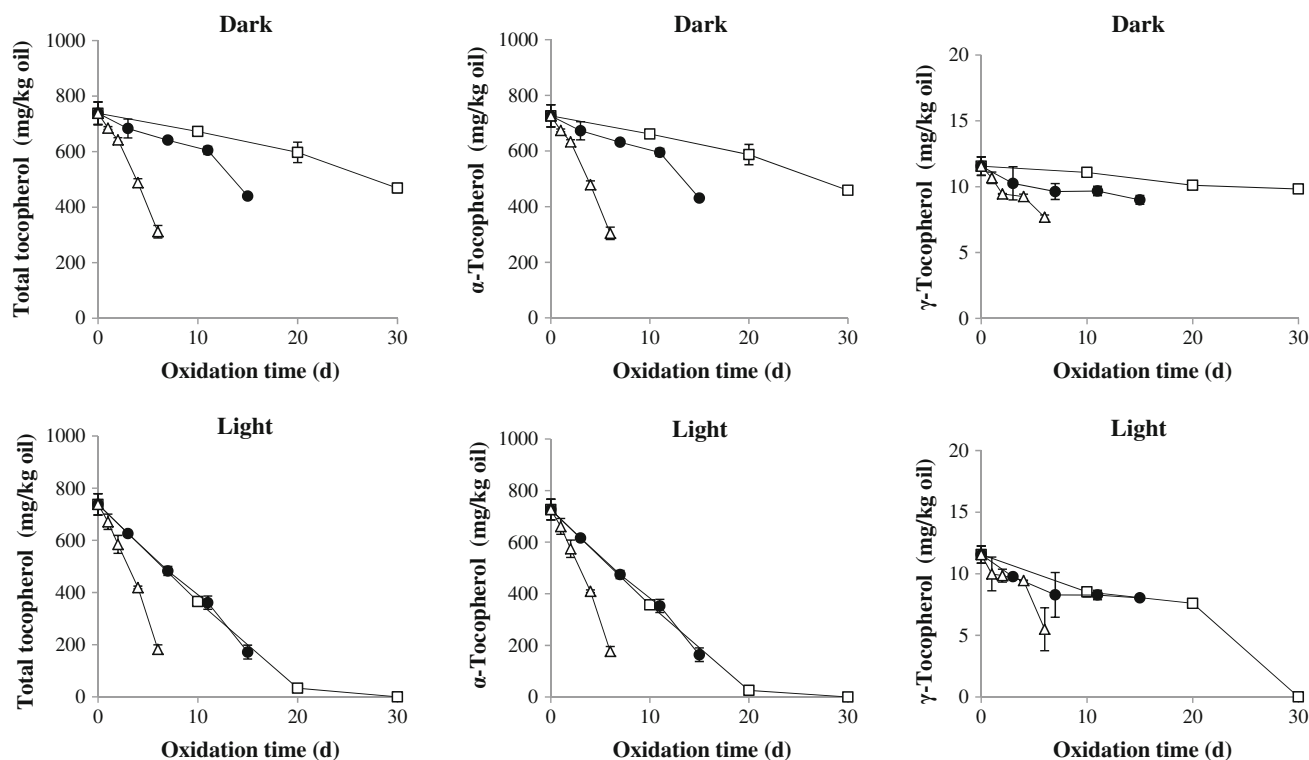 Dark
Total tocopherol (mg/kg oil)
1000
800
600
400
200
0
0 10 20 30
Oxidation time (d)
Dark
α-Tocopherol (mg/kg oil)
1000
800
600
400
200
0
0 10 20 30
Oxidation time (d)
Dark
γ-Tocopherol (mg/kg oil)
20
15
10
5
0
0 10 20 30
Oxidation time (d)
Light
Total tocopherol (mg/kg oil)
1000
800
600
400
200
0
0 10 20 30
Oxidation time (d)
Light
α-Tocopherol (mg/kg oil)
1000
800
600
400
200
0
0 10 20 30
Oxidation time (d)
Light
γ-Tocopherol (mg/kg oil)
20
15
10
5
0
0 10 20 30
Oxidation time (d)